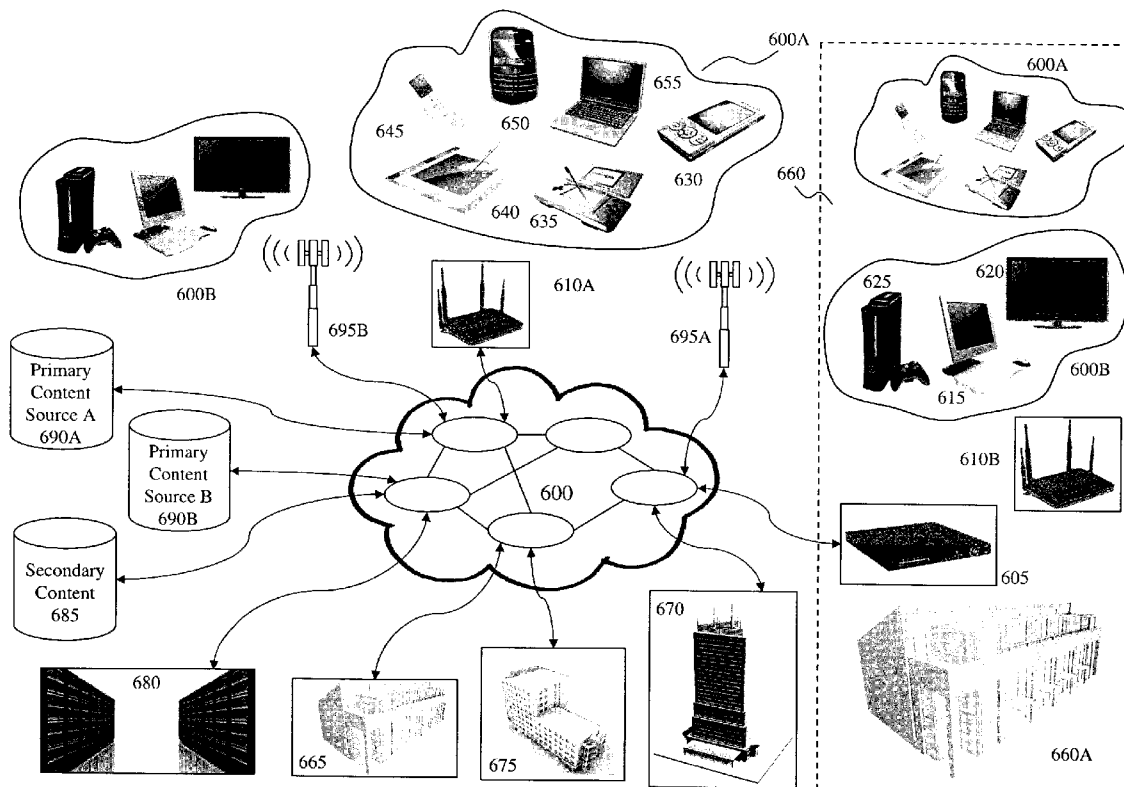 600A
600A
655
645
650
630
660
640
635
600B
610A
620
625
695B
695A
600B
615
Primary
Content
Source A
690A
Primary
Content
Source B
690B
610B
600
Secondary
Content
685
605
670
680
665
675
660A